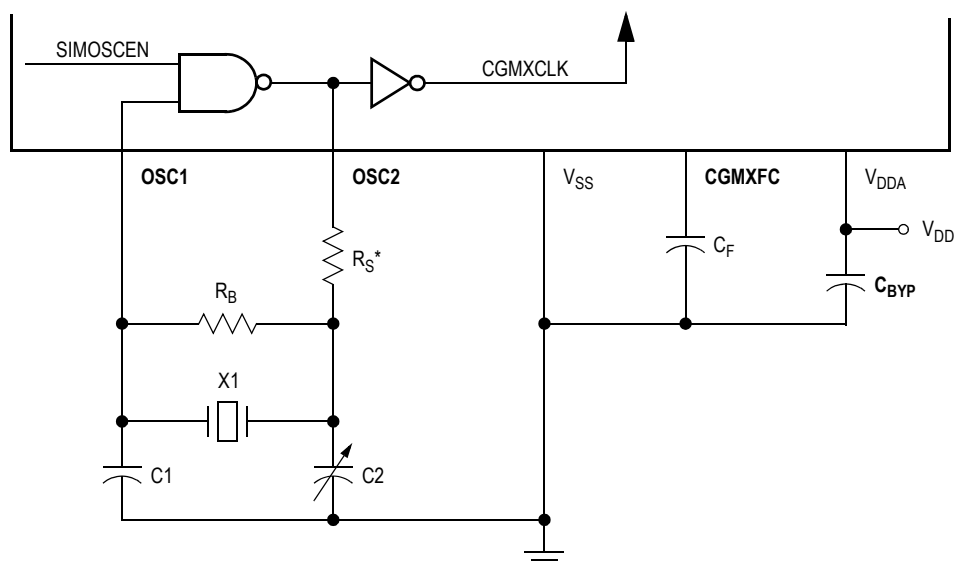 SIMOSCEN
CGMXCLK
OSC1
OSC2
VSS
CGMXFC
VDDA
VDD
RS*
CF
CBYP
RB
X1
C1
C2